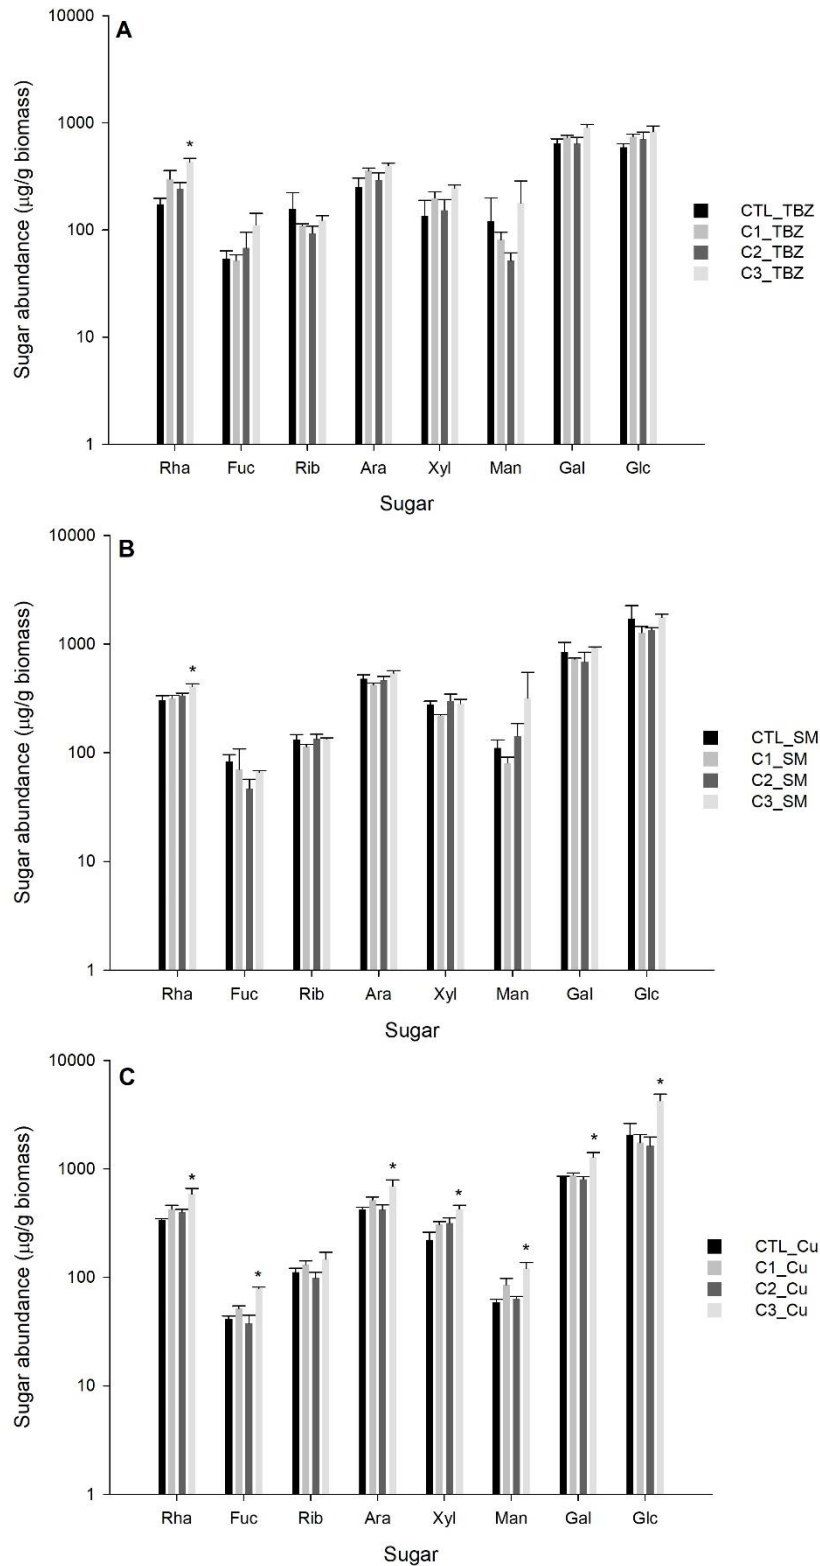 A
10000
1000
100
10
1
Sugar abundance (µg/g biomass)
*
Rha Fuc Rib Ara Xyl Man Gal Glc
Sugar
CTL_TBZ
C1_TBZ
C2_TBZ
C3_TBZ
B
10000
1000
100
10
1
Sugar abundance (µg/g biomass)
*
Rha Fuc Rib Ara Xyl Man Gal Glc
Sugar
CTL_SM
C1_SM
C2_SM
C3_SM
C
10000
1000
100
10
1
Sugar abundance (µg/g biomass)
* * * * * * *
Rha Fuc Rib Ara Xyl Man Gal Glc
Sugar
CTL_Cu
C1_Cu
C2_Cu
C3_Cu